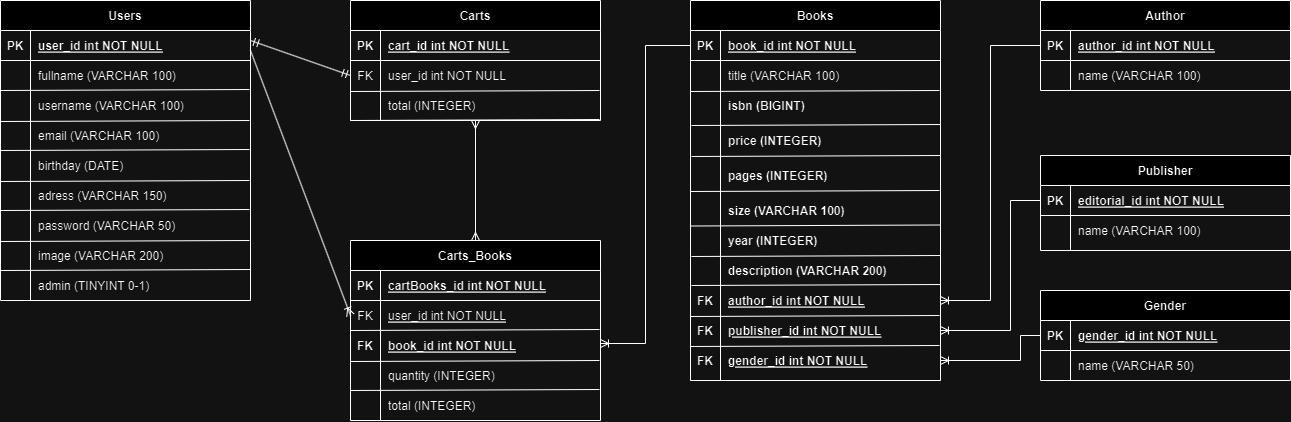 Users
PK user_id int NOT NULL
fullname (VARCHAR 100)
username (VARCHAR 100)
email (VARCHAR 100)
birthday (DATE)
adress (VARCHAR 150)
password (VARCHAR 50)
image (VARCHAR 200)
admin (TINYINT 0-1)
Carts
PK cart_id int NOT NULL
FK user_id int NOT NULL
total (INTEGER)
Carts_Books
PK cartBooks_id int NOT NULL
FK user_id int NOT NULL
FK book_id int NOT NULL
quantity (INTEGER)
total (INTEGER)
Books
PK book_id int NOT NULL
title (VARCHAR 100)
isbn (BIGINT)
price (INTEGER)
pages (INTEGER)
size (VARCHAR 100)
year (INTEGER)
description (VARCHAR 200)
FK author_id int NOT NULL
FK publisher_id int NOT NULL
FK gender_id int NOT NULL
Author
PK author_id int NOT NULL
name (VARCHAR 100)
Publisher
PK editorial_id int NOT NULL
name (VARCHAR 100)
Gender
PK gender_id int NOT NULL
name (VARCHAR 50)